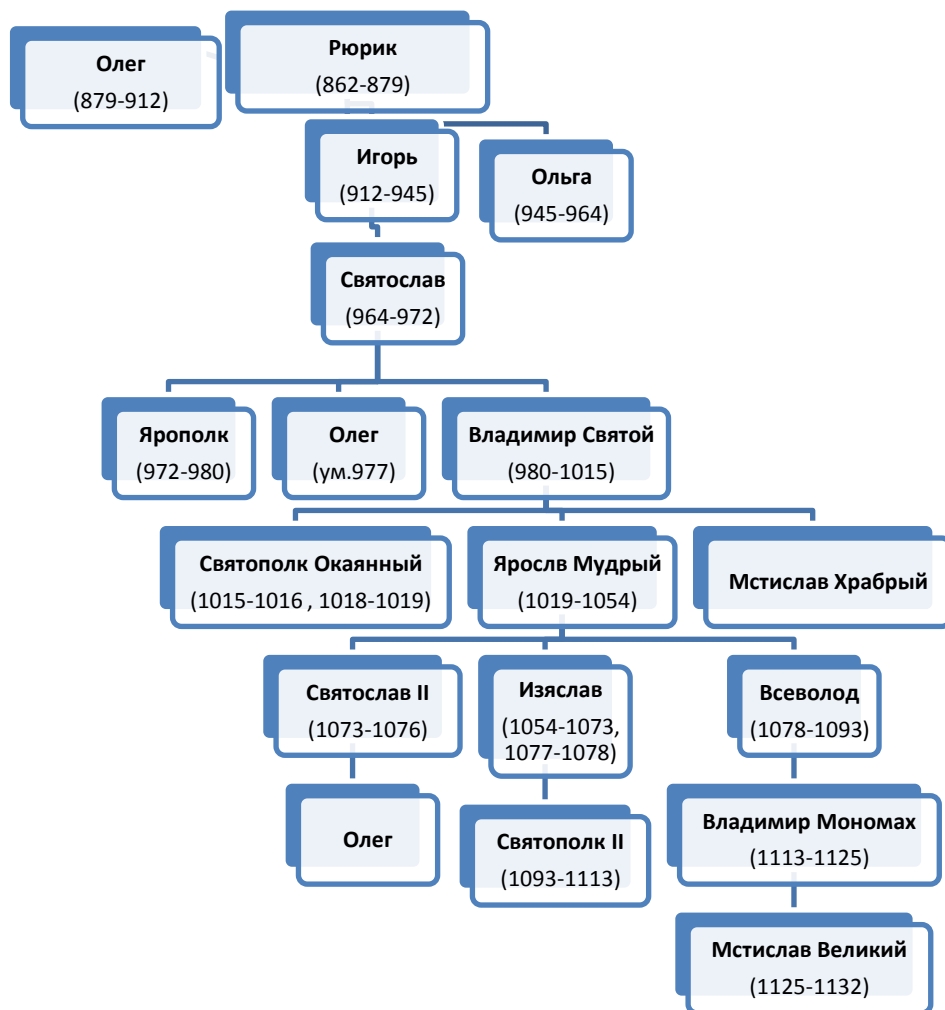 Олег
(879-912)
Рюрик
(862-879)
Игорь
(912-945)
Ольга
(945-964)
Святослав
(964-972)
Ярополк
(972-980)
Олег
(ум.977)
Владимир Святой
(980-1015)
Святополк Окаянный
(1015-1016 , 1018-1019)
Ярослв Мудрый
(1019-1054)
Мстислав Храбрый
Святослав II
(1073-1076)
Изяслав
(1054-1073,
1077-1078)
Всеволод
(1078-1093)
Олег
Святополк II
(1093-1113)
Владимир Мономах
(1113-1125)
Мстислав Великий
(1125-1132)